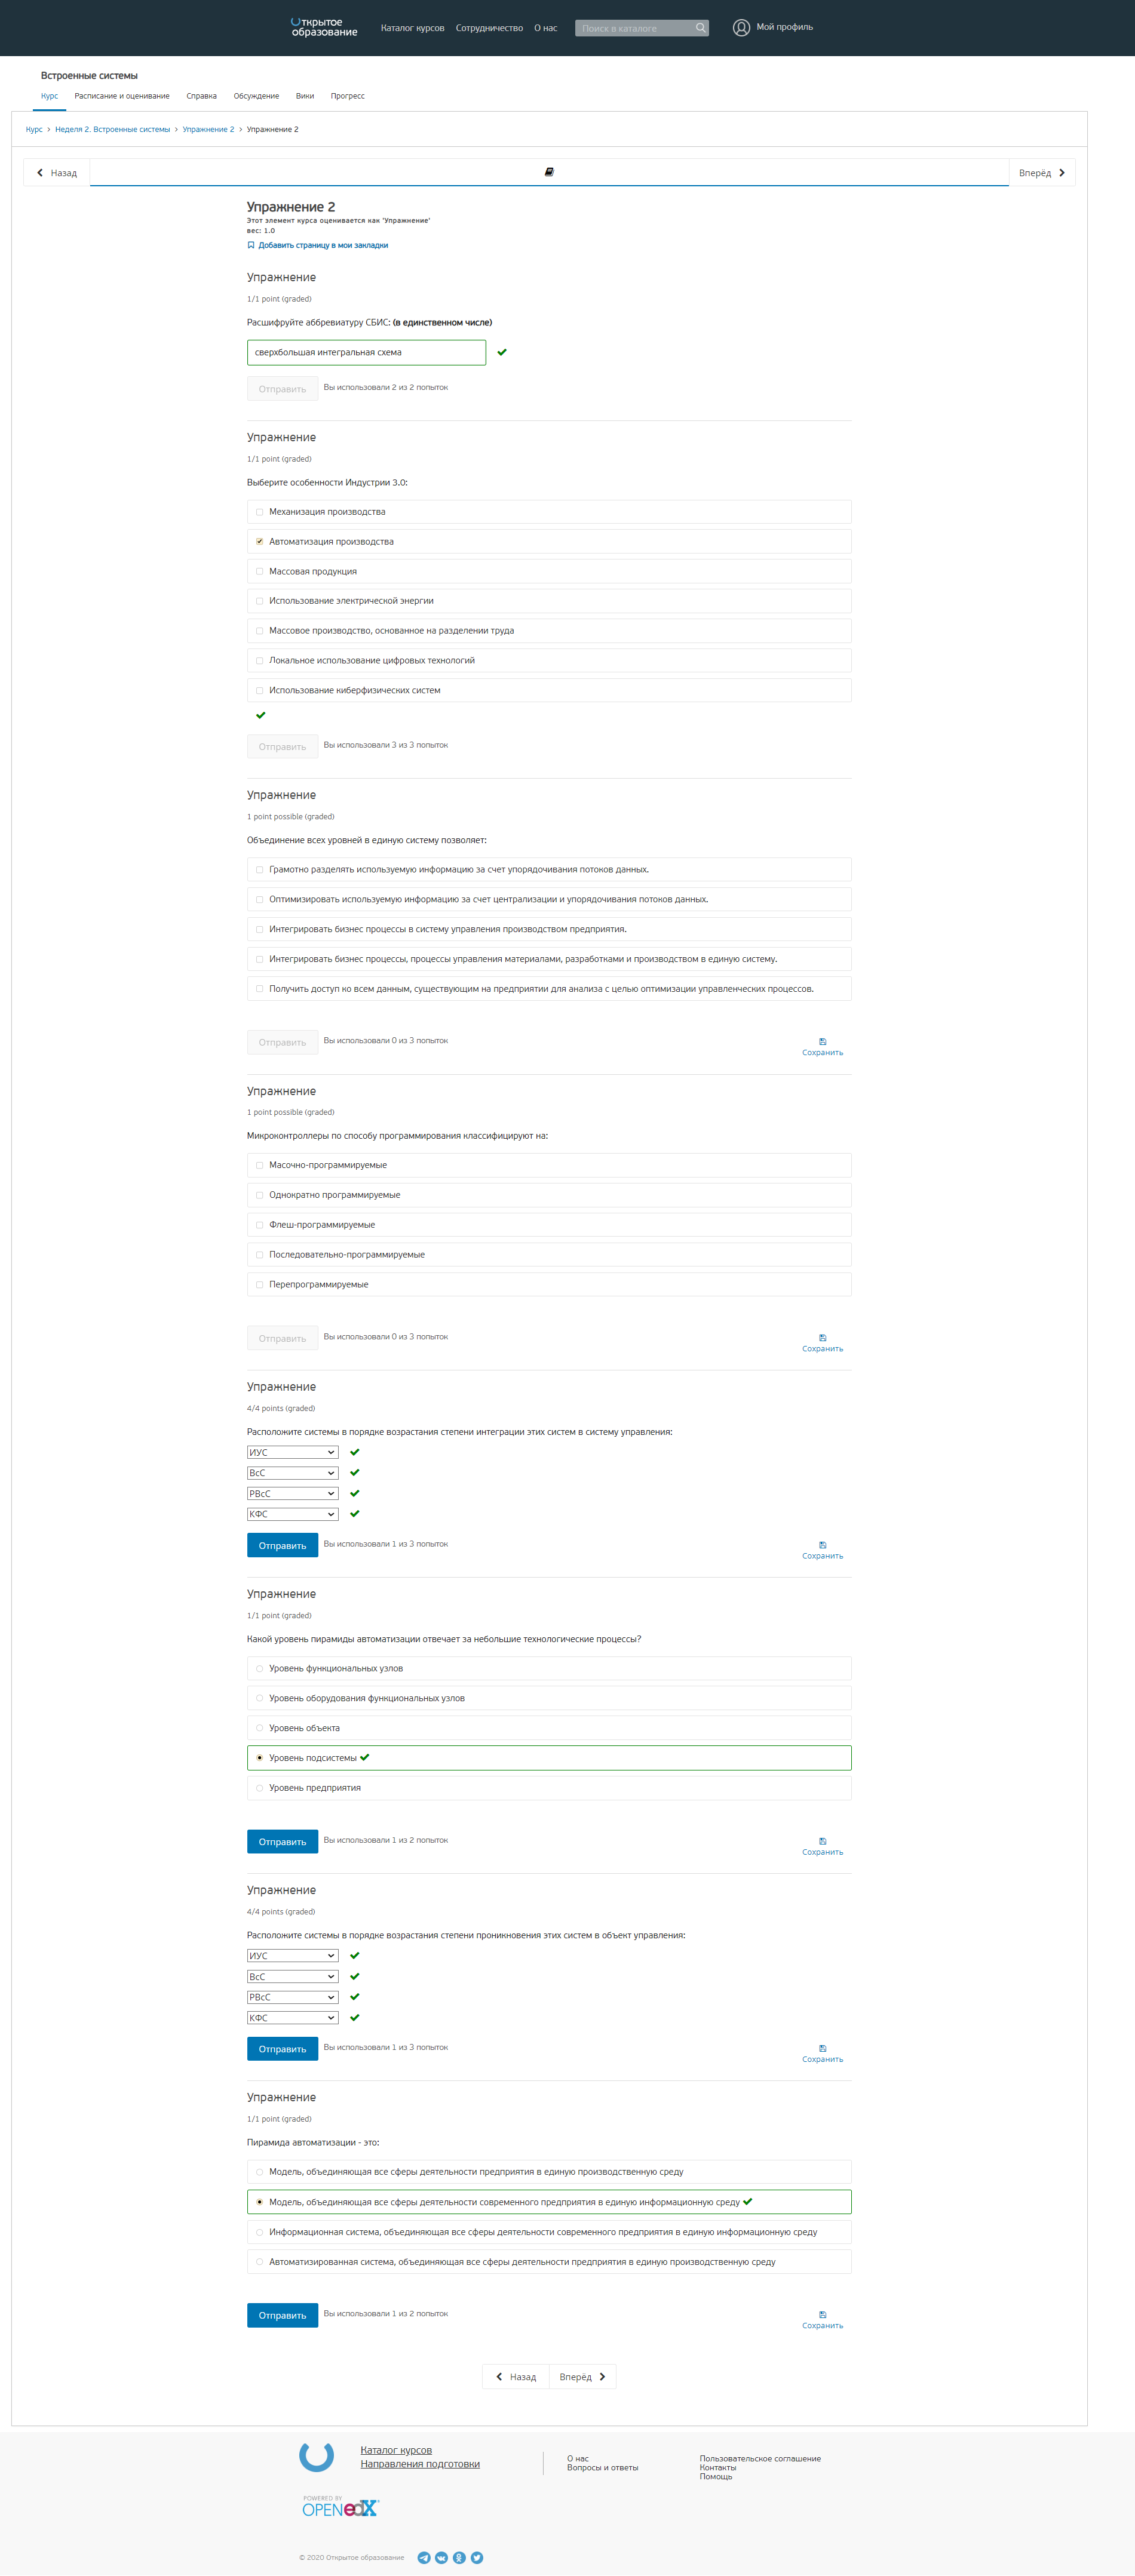 Открытое
образование
Каталог курсов
Сотрудничество
О нас
Поиск в каталоге
Мой профиль
Встроенные системы
Курс
Расписание и оценивание
Справка
Обсуждение
Вики
Прогресс
Курс > Неделя 2. Встроенные системы > Упражнение 2 > Упражнение 2
Назад
Вперёд
Упражнение 2
Этот элемент курса оценивается как 'Упражнение'
вес: 1.0
Добавить страницу в мои закладки
Упражнение
1/1 point (graded)
Расшифруйте аббревиатуру СБИС: (в единственном числе)
сверхбольшая интегральная схема
Отправить
Вы использовали 2 из 2 попыток
Упражнение
1/1 point (graded)
Выберите особенности Индустрии 3.0:
Механизация производства
Автоматизация производства
Массовая продукция
Использование электрической энергии
Массовое производство, основанное на разделении труда
Локальное использование цифровых технологий
Использование киберфизических систем
Отправить
Вы использовали 3 из 3 попыток
Упражнение
1 point possible (graded)
Объединение всех уровней в единую систему позволяет:
Грамотно разделять используемую информацию за счет упорядочивания потоков данных.
Оптимизировать используемую информацию за счет централизации и упорядочивания потоков данных.
Интегрировать бизнес процессы в систему управления производством предприятия.
Интегрировать бизнес процессы, процессы управления материалами, разработками и производством в единую систему.
Получить доступ ко всем данным, существующим на предприятии для анализа с целью оптимизации управленческих процессов.
Отправить
Вы использовали 0 из 3 попыток
Сохранить
Упражнение
1 point possible (graded)
Микроконтроллеры по способу программирования классифицируют на:
Масочно-программируемые
Однократно программируемые
Флеш-программируемые
Последовательно-программируемые
Перепрограммируемые
Отправить
Вы использовали 0 из 3 попыток
Сохранить
Упражнение
4/4 points (graded)
Расположите системы в порядке возрастания степени интеграции этих систем в систему управления:
ИУС
ВсС
РВсС
КФС
Отправить
Вы использовали 1 из 3 попыток
Сохранить
Упражнение
1/1 point (graded)
Какой уровень пирамиды автоматизации отвечает за небольшие технологические процессы?
Уровень функциональных узлов
Уровень оборудования функциональных узлов
Уровень объекта
Уровень подсистемы
Уровень предприятия
Отправить
Вы использовали 1 из 2 попыток
Сохранить
Упражнение
4/4 points (graded)
Расположите системы в порядке возрастания степени проникновения этих систем в объект управления:
ИУС
ВсС
РВсС
КФС
Отправить
Вы использовали 1 из 3 попыток
Сохранить
Упражнение
1/1 point (graded)
Пирамида автоматизации - это:
Модель, объединяющая все сферы деятельности предприятия в единую производственную среду
Модель, объединяющая все сферы деятельности современного предприятия в единую информационную среду
Информационная система, объединяющая все сферы деятельности современного предприятия в единую информационную среду
Автоматизированная система, объединяющая все сферы деятельности предприятия в единую производственную среду
Отправить
Вы использовали 1 из 2 попыток
Сохранить
Назад
Вперёд
Каталог курсов
Направления подготовки
О нас
Вопросы и ответы
Пользовательское соглашение
Контакты
Помощь
POWERED BY
OPEN edX
© 2020 Открытое образование